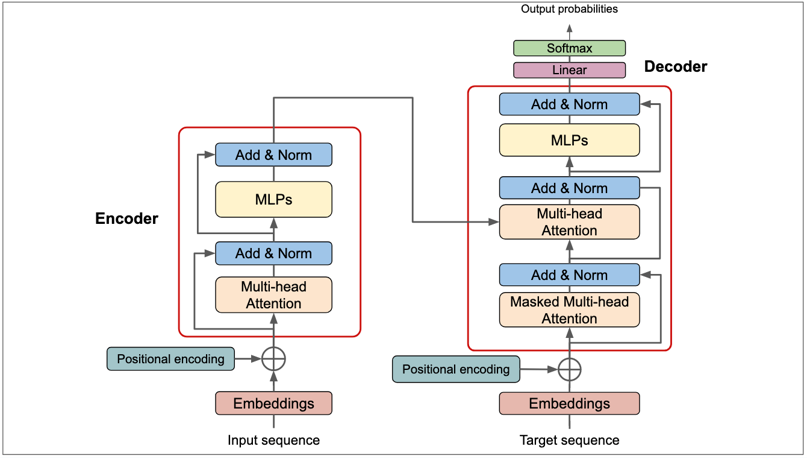 Output probabilities
Softmax
Linear
Decoder
Add & Norm
MLPs
Add & Norm
Multi-head
Attention
Add & Norm
Masked Multi-head
Attention
Positional encoding
Embeddings
Target sequence
Encoder
Add & Norm
MLPs
Add & Norm
Multi-head
Attention
Positional encoding
Embeddings
Input sequence